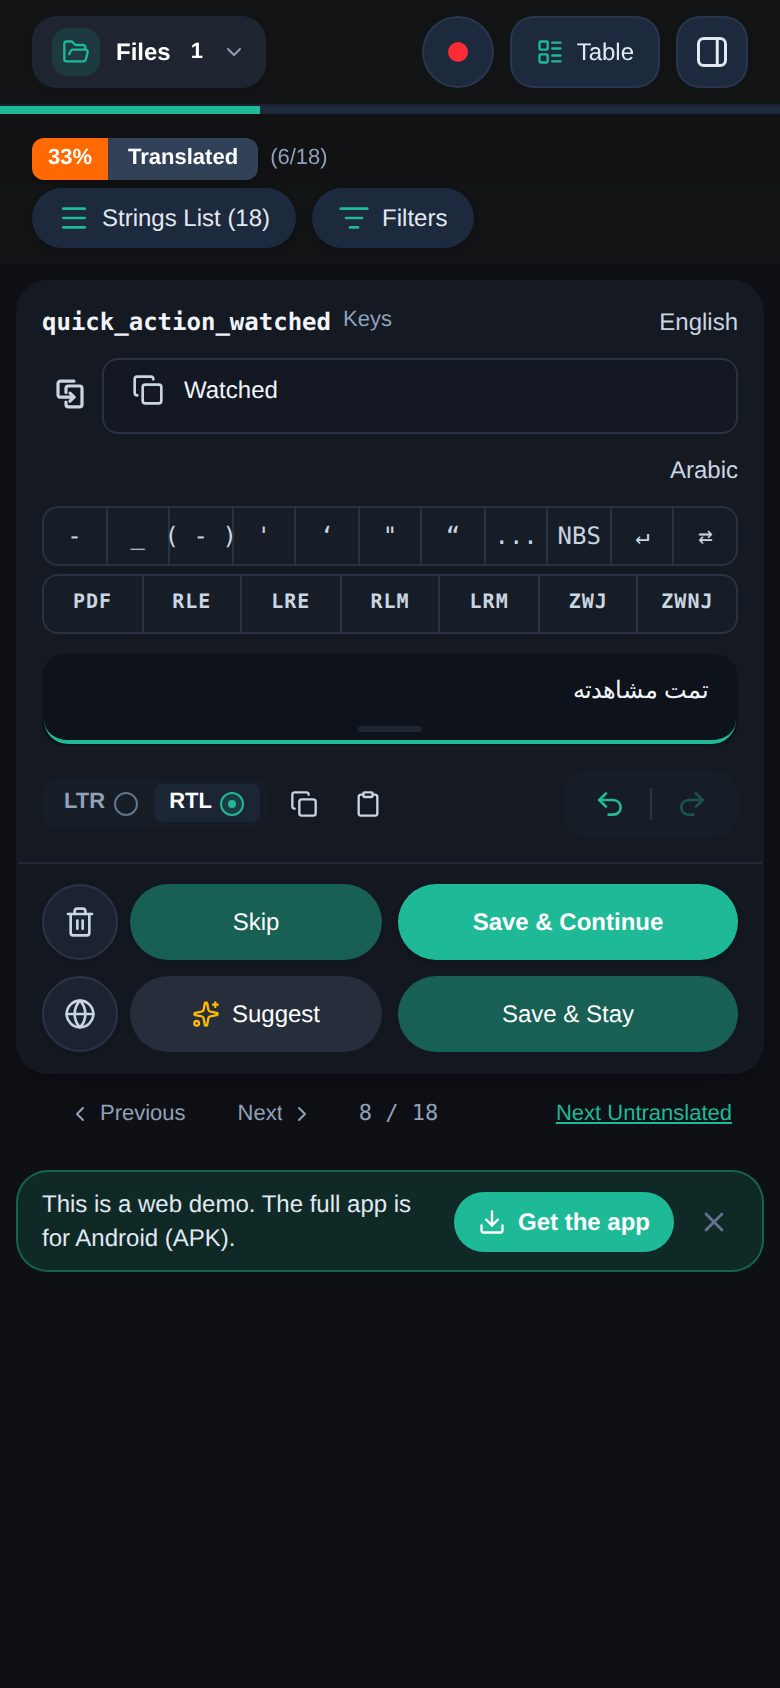 Files 1
Table
33% Translated (6/18)
Strings List (18) Filters
quick_action_watched Keys English
Watched
Arabic
- _ ( - ) ' ‘ " “ ... NBS ↵ ⇄
PDF RLE LRE RLM LRM ZWJ ZWNJ
تمت مشاهدته
LTR RTL
Skip Save & Continue
Suggest Save & Stay
Previous Next 8 / 18 Next Untranslated
This is a web demo. The full app is
for Android (APK).
Get the app